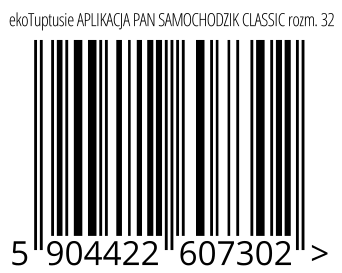 ekoTuptusie APLIKACJA PAN SAMOCHODZIK CLASSIC rozm. 32
5 904422 607302 >